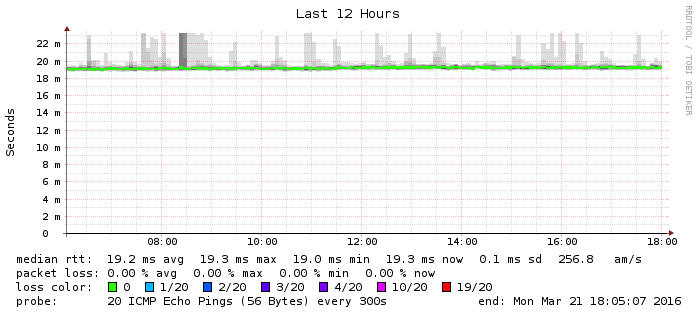 Last 12 Hours
RRDTOOL / TOBI OETIKER
Seconds
22 m
20 m
18 m
16 m
14 m
12 m
10 m
8 m
6 m
4 m
2 m
0
08:00 10:00 12:00 14:00 16:00 18:00
median rtt: 19.2 ms avg 19.3 ms max 19.0 ms min 19.3 ms now 0.1 ms sd 256.8 am/s
packet loss: 0.00 % avg 0.00 % max 0.00 % min 0.00 % now
loss color: 0 1/20 2/20 3/20 4/20 10/20 19/20
probe: 20 ICMP Echo Pings (56 Bytes) every 300s end: Mon Mar 21 18:05:07 2016